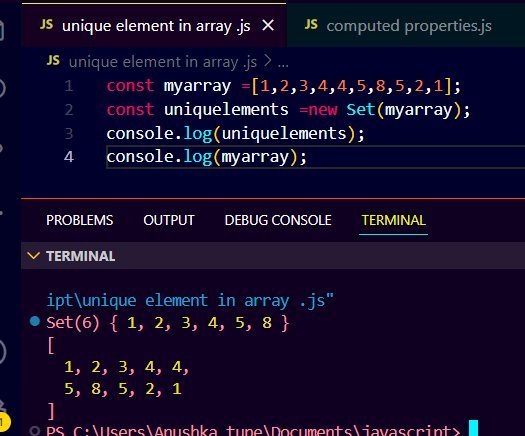 JS unique element in array .js × JS computed properties.js
JS unique element in array .js > ...
1 const myarray =[1,2,3,4,4,5,8,5,2,1];
2 const uniquelements =new Set(myarray);
3 console.log(uniquelements);
4 console.log(myarray);
PROBLEMS OUTPUT DEBUG CONSOLE TERMINAL
TERMINAL
ipt\unique element in array .js"
Set(6) { 1, 2, 3, 4, 5, 8 }
[
1, 2, 3, 4, 4,
5, 8, 5, 2, 1
]
PS C:\Users\Anushka tune\Documents\javascript>